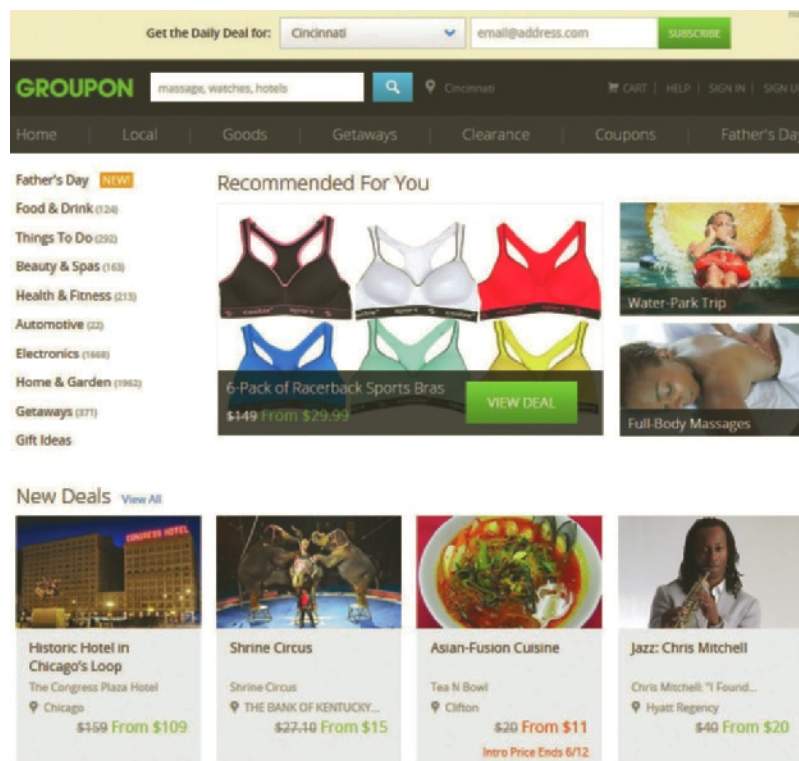 Get the Daily Deal for: Cincinnati email@address.com SUBSCRIBE
GROUPON massage, watches, hotels Cincinnati CART | HELP | SIGN IN | SIGN U
Home | Local | Goods | Getaways | Clearance | Coupons | Father's Day
Father's Day NEW!
Food & Drink (124)
Things To Do (292)
Beauty & Spas (163)
Health & Fitness (213)
Automotive (22)
Electronics (1668)
Home & Garden (1962)
Getaways (371)
Gift Ideas
Recommended For You
6-Pack of Racerback Sports Bras
$149 From $29.99
VIEW DEAL
Water-Park Trip
Full-Body Massages
New Deals View All
CONGRESS HOTEL
Historic Hotel in
Chicago's Loop
The Congress Plaza Hotel
Chicago
$159 From $109
Shrine Circus
Shrine Circus
THE BANK OF KENTUCKY...
$27.10 From $15
Asian-Fusion Cuisine
Tea N Bowl
Clifton
$20 From $11
Intro Price Ends 6/12
Jazz: Chris Mitchell
Chris Mitchell: "I Found...
Hyatt Regency
$40 From $20